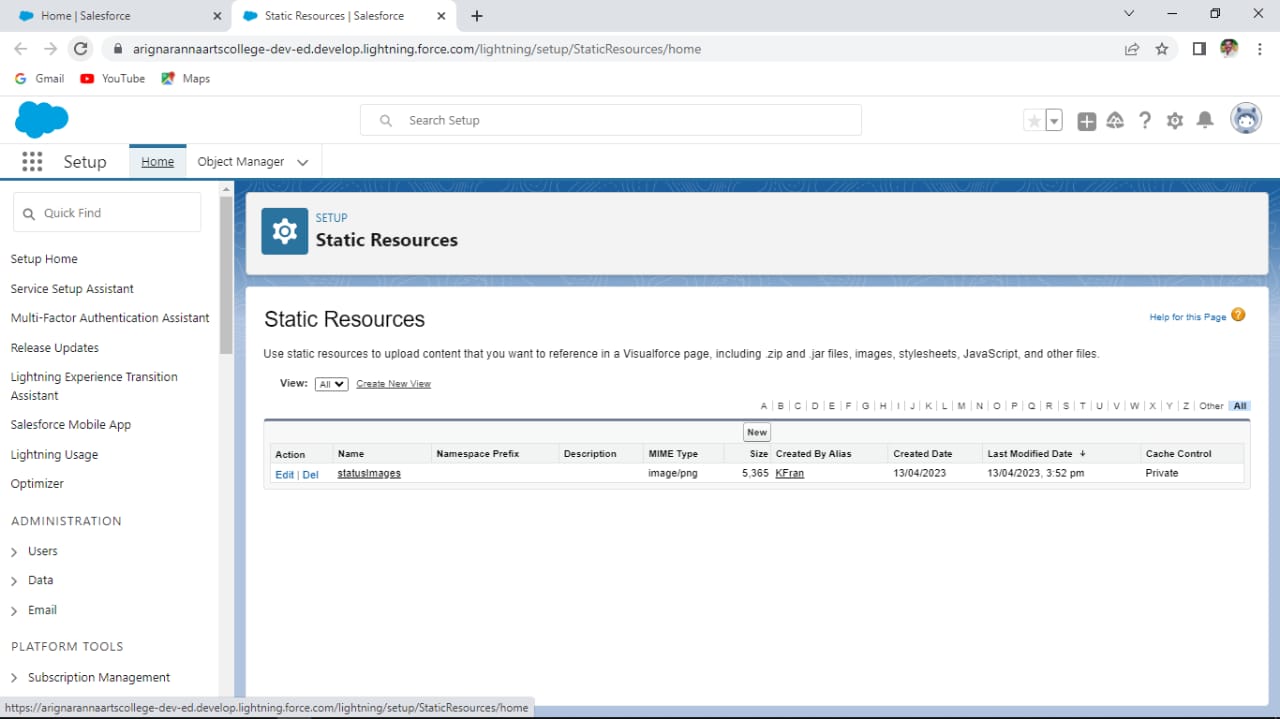 Home | Salesforce
Static Resources | Salesforce
arignarannaartscollege-dev-ed.develop.lightning.force.com/lightning/setup/StaticResources/home
Gmail YouTube Maps
Search Setup
Setup Home Object Manager
Quick Find
Setup Home
Service Setup Assistant
Multi-Factor Authentication Assistant
Release Updates
Lightning Experience Transition
Assistant
Salesforce Mobile App
Lightning Usage
Optimizer
ADMINISTRATION
Users
Data
Email
PLATFORM TOOLS
Subscription Management
SETUP
Static Resources
Static Resources
Help for this Page ?
Use static resources to upload content that you want to reference in a Visualforce page, including .zip and .jar files, images, stylesheets, JavaScript, and other files.
View: All Create New View
A | B | C | D | E | F | G | H | I | J | K | L | M | N | O | P | Q | R | S | T | U | V | W | X | Y | Z | Other All
New
Action Name Namespace Prefix Description MIME Type Size Created By Alias Created Date Last Modified Date ↓ Cache Control
Edit | Del statusImages image/png 5,365 KFran 13/04/2023 13/04/2023, 3:52 pm Private
https://arignarannaartscollege-dev-ed.develop.lightning.force.com/lightning/setup/StaticResources/home